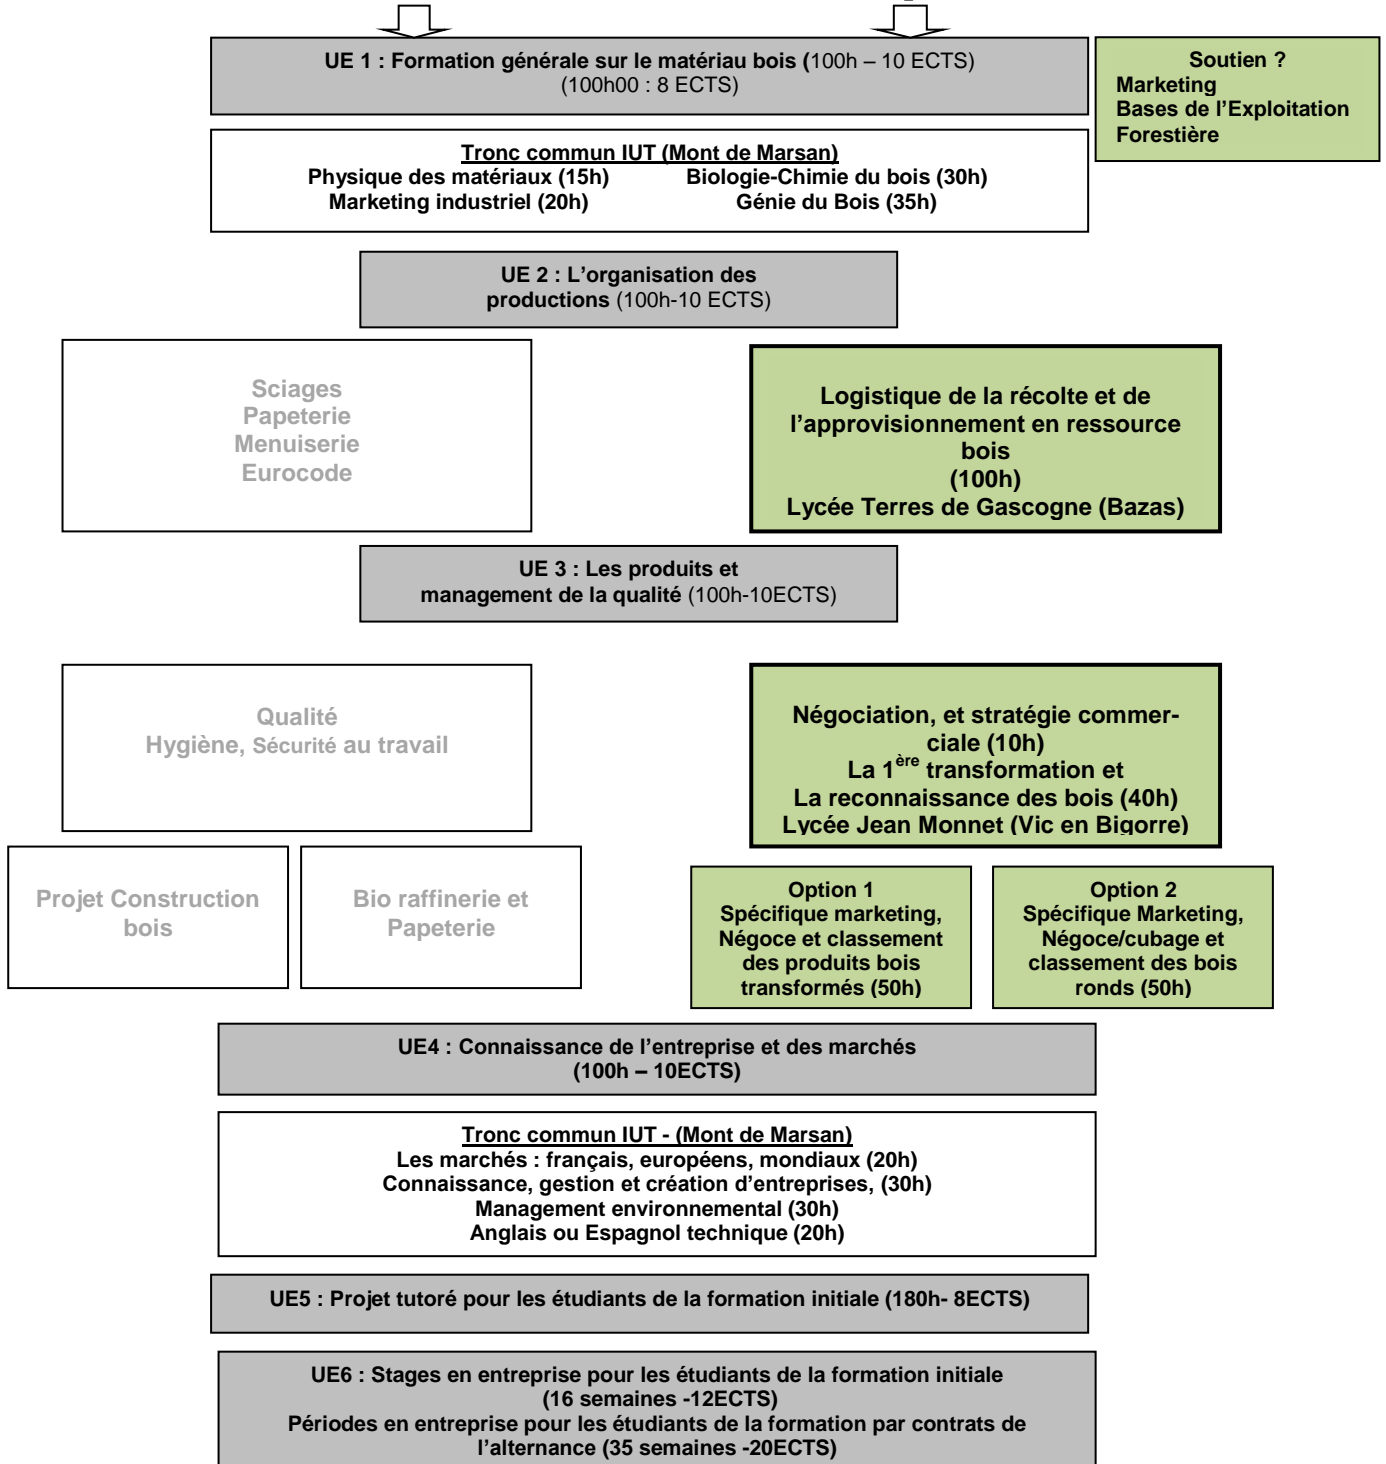 UE 1 : Formation générale sur le matériau bois (100h – 10 ECTS)
(100h00 : 8 ECTS)
Soutien ?
Marketing
Bases de l’Exploitation
Forestière
Tronc commun IUT (Mont de Marsan)
Physique des matériaux (15h) Biologie-Chimie du bois (30h)
Marketing industriel (20h) Génie du Bois (35h)
UE 2 : L’organisation des
productions (100h-10 ECTS)
Sciages
Papeterie
Menuiserie
Eurocode
Logistique de la récolte et de
l’approvisionnement en ressource
bois
(100h)
Lycée Terres de Gascogne (Bazas)
UE 3 : Les produits et
management de la qualité (100h-10ECTS)
Qualité
Hygiène, Sécurité au travail
Négociation, et stratégie commer-
ciale (10h)
La 1ère transformation et
La reconnaissance des bois (40h)
Lycée Jean Monnet (Vic en Bigorre)
Projet Construction
bois
Bio raffinerie et
Papeterie
Option 1
Spécifique marketing,
Négoce et classement
des produits bois
transformés (50h)
Option 2
Spécifique Marketing,
Négoce/cubage et
classement des bois
ronds (50h)
UE4 : Connaissance de l’entreprise et des marchés
(100h – 10ECTS)
Tronc commun IUT - (Mont de Marsan)
Les marchés : français, européens, mondiaux (20h)
Connaissance, gestion et création d’entreprises, (30h)
Management environnemental (30h)
Anglais ou Espagnol technique (20h)
UE5 : Projet tutoré pour les étudiants de la formation initiale (180h- 8ECTS)
UE6 : Stages en entreprise pour les étudiants de la formation initiale
(16 semaines -12ECTS)
Périodes en entreprise pour les étudiants de la formation par contrats de
l’alternance (35 semaines -20ECTS)